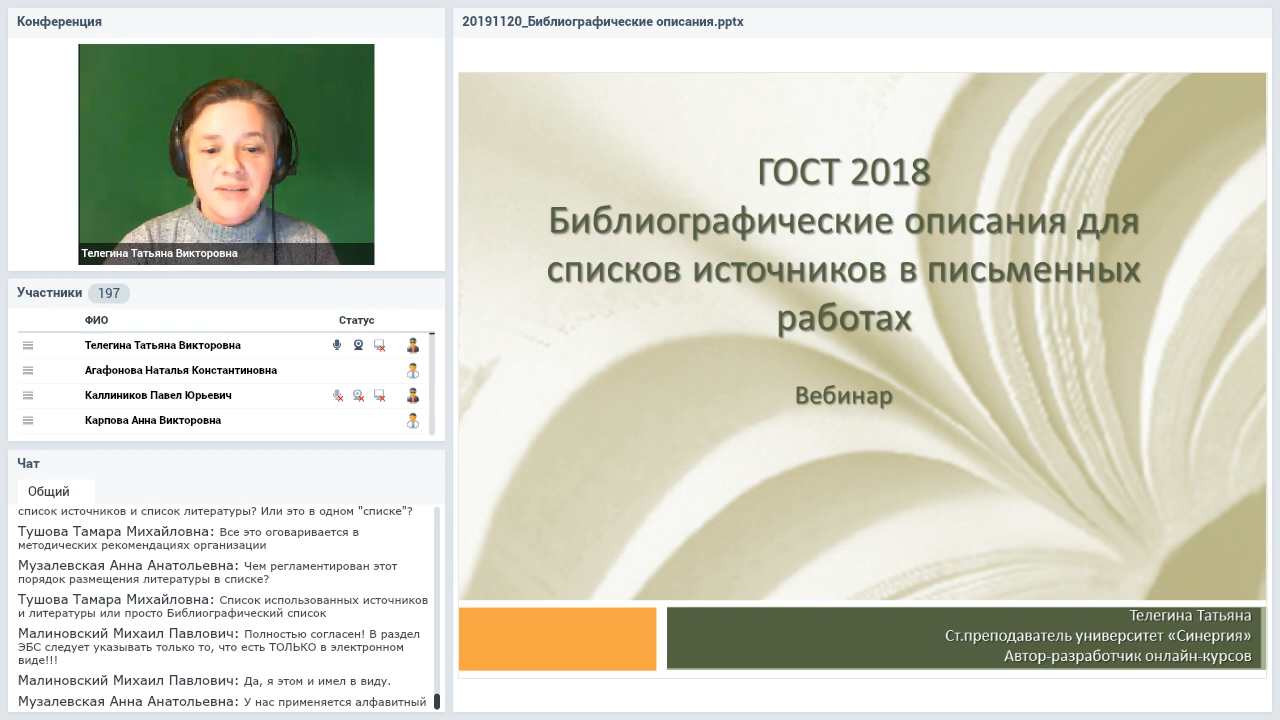 Конференция
Телегина Татьяна Викторовна
Участники 197
ФИО Статус
Телегина Татьяна Викторовна
Агафонова Наталья Константиновна
Каллиников Павел Юрьевич
Карпова Анна Викторовна
Чат
Общий
список источников и список литературы? Или это в одном "списке"?
Тушова Тамара Михайловна: Все это оговаривается в
методических рекомендациях организации
Музалевская Анна Анатольевна: Чем регламентирован этот
порядок размещения литературы в списке?
Тушова Тамара Михайловна: Список использованных источников
и литературы или просто Библиографический список
Малиновский Михаил Павлович: Полностью согласен! В раздел
ЭБС следует указывать только то, что есть ТОЛЬКО в электронном
виде!!!
Малиновский Михаил Павлович: Да, я этом и имел в виду.
Музалевская Анна Анатольевна: У нас применяется алфавитный
20191120_Библиографические описания.pptx
ГОСТ 2018
Библиографические описания для
списков источников в письменных
работах
Вебинар
Телегина Татьяна
Ст.преподаватель университет «Синергия»
Автор-разработчик онлайн-курсов